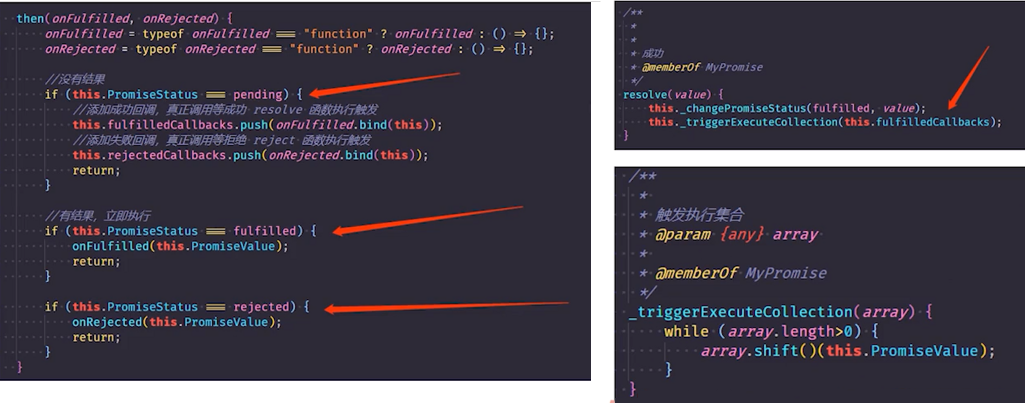 then(onFulfilled, onRejected) {
onFulfilled = typeof onFulfilled === "function" ? onFulfilled : () => {};
onRejected = typeof onRejected === "function" ? onRejected : () => {};
//没有结果
if (this.PromiseStatus === pending) {
//添加成功回调，真正调用等成功 resolve 函数执行触发
this.fulfilledCallbacks.push(onFulfilled.bind(this));
//添加失败回调，真正调用等拒绝 reject 函数执行触发
this.rejectedCallbacks.push(onRejected.bind(this));
return;
}
//有结果，立即执行
if (this.PromiseStatus === fulfilled) {
onFulfilled(this.PromiseValue);
return;
}
if (this.PromiseStatus === rejected) {
onRejected(this.PromiseValue);
return;
}
}
/**
*
*
* 成功
* @memberOf MyPromise
*/
resolve(value) {
this._changePromiseStatus(fulfilled, value);
this._triggerExecuteCollection(this.fulfilledCallbacks);
}
/**
*
* 触发执行集合
* @param {any} array
*
* @memberOf MyPromise
*/
_triggerExecuteCollection(array) {
while (array.length>0) {
array.shift()(this.PromiseValue);
}
}